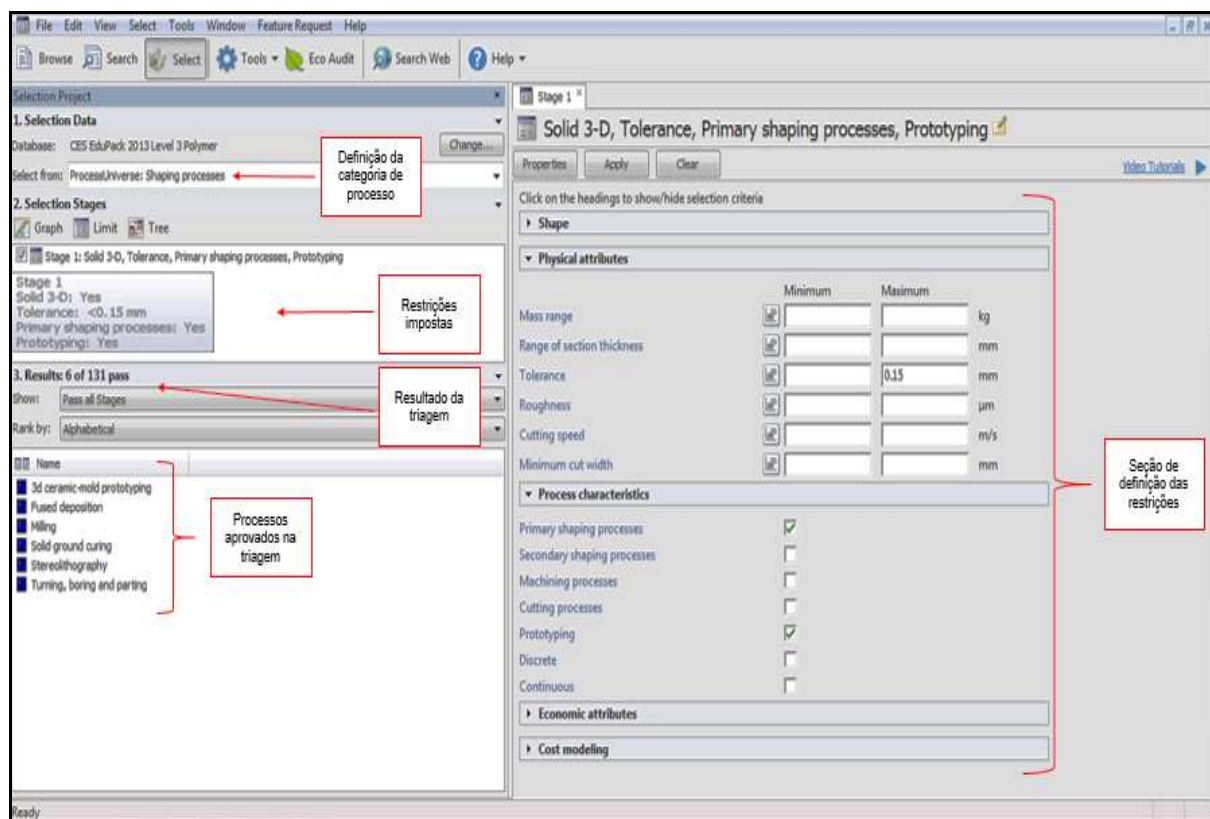 File Edit View Select Tools Window Feature Request Help
Browse Search Select Tools Eco Audit Search Web Help
Selection Project
1. Selection Data
Database: CES EduPack 2013 Level 3 Polymer Change...
Select from: ProcessUniverse: Shaping processes
Definição da
categória de
processo
2. Selection Stages
Graph Limit Tree
Stage 1: Solid 3-D, Tolerance, Primary shaping processes, Prototyping
Stage 1
Solid 3-D: Yes
Tolerance: <0.15 mm
Primary shaping processes: Yes
Prototyping: Yes
Restrições
impostas
3. Results: 6 of 131 pass
Show: Pass all Stages
Rank by: Alphabetical
Resultado da
triagem
Name
3d ceramic-mold prototyping
Fused deposition
Milling
Solid ground curing
Stereolithography
Turning, boring and parting
Processos
aprovados na
triagem
Ready
Stage 1
Solid 3-D, Tolerance, Primary shaping processes, Prototyping
Properties Apply Clear Video Tutorials
Click on the headings to show/hide selection criteria
Shape
Physical attributes
Minimum Maximum
Mass range kg
Range of section thickness mm
Tolerance 0.15 mm
Roughness µm
Cutting speed m/s
Minimum cut width mm
Process characteristics
Primary shaping processes
Secondary shaping processes
Machining processes
Cutting processes
Prototyping
Discrete
Continuous
Economic attributes
Cost modeling
Seção de
definição das
restrições